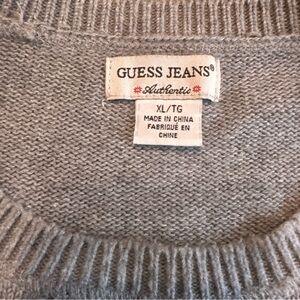 GUESS JEANS®
Authentic
XL/TG
MADE IN CHINA
FABRIQUÉ EN
CHINE